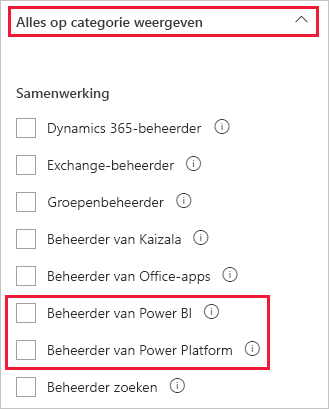 Alles op categorie weergeven
Samenwerking
Dynamics 365-beheerder
Exchange-beheerder
Groepenbeheerder
Beheerder van Kaizala
Beheerder van Office-apps
Beheerder van Power BI
Beheerder van Power Platform
Beheerder zoeken